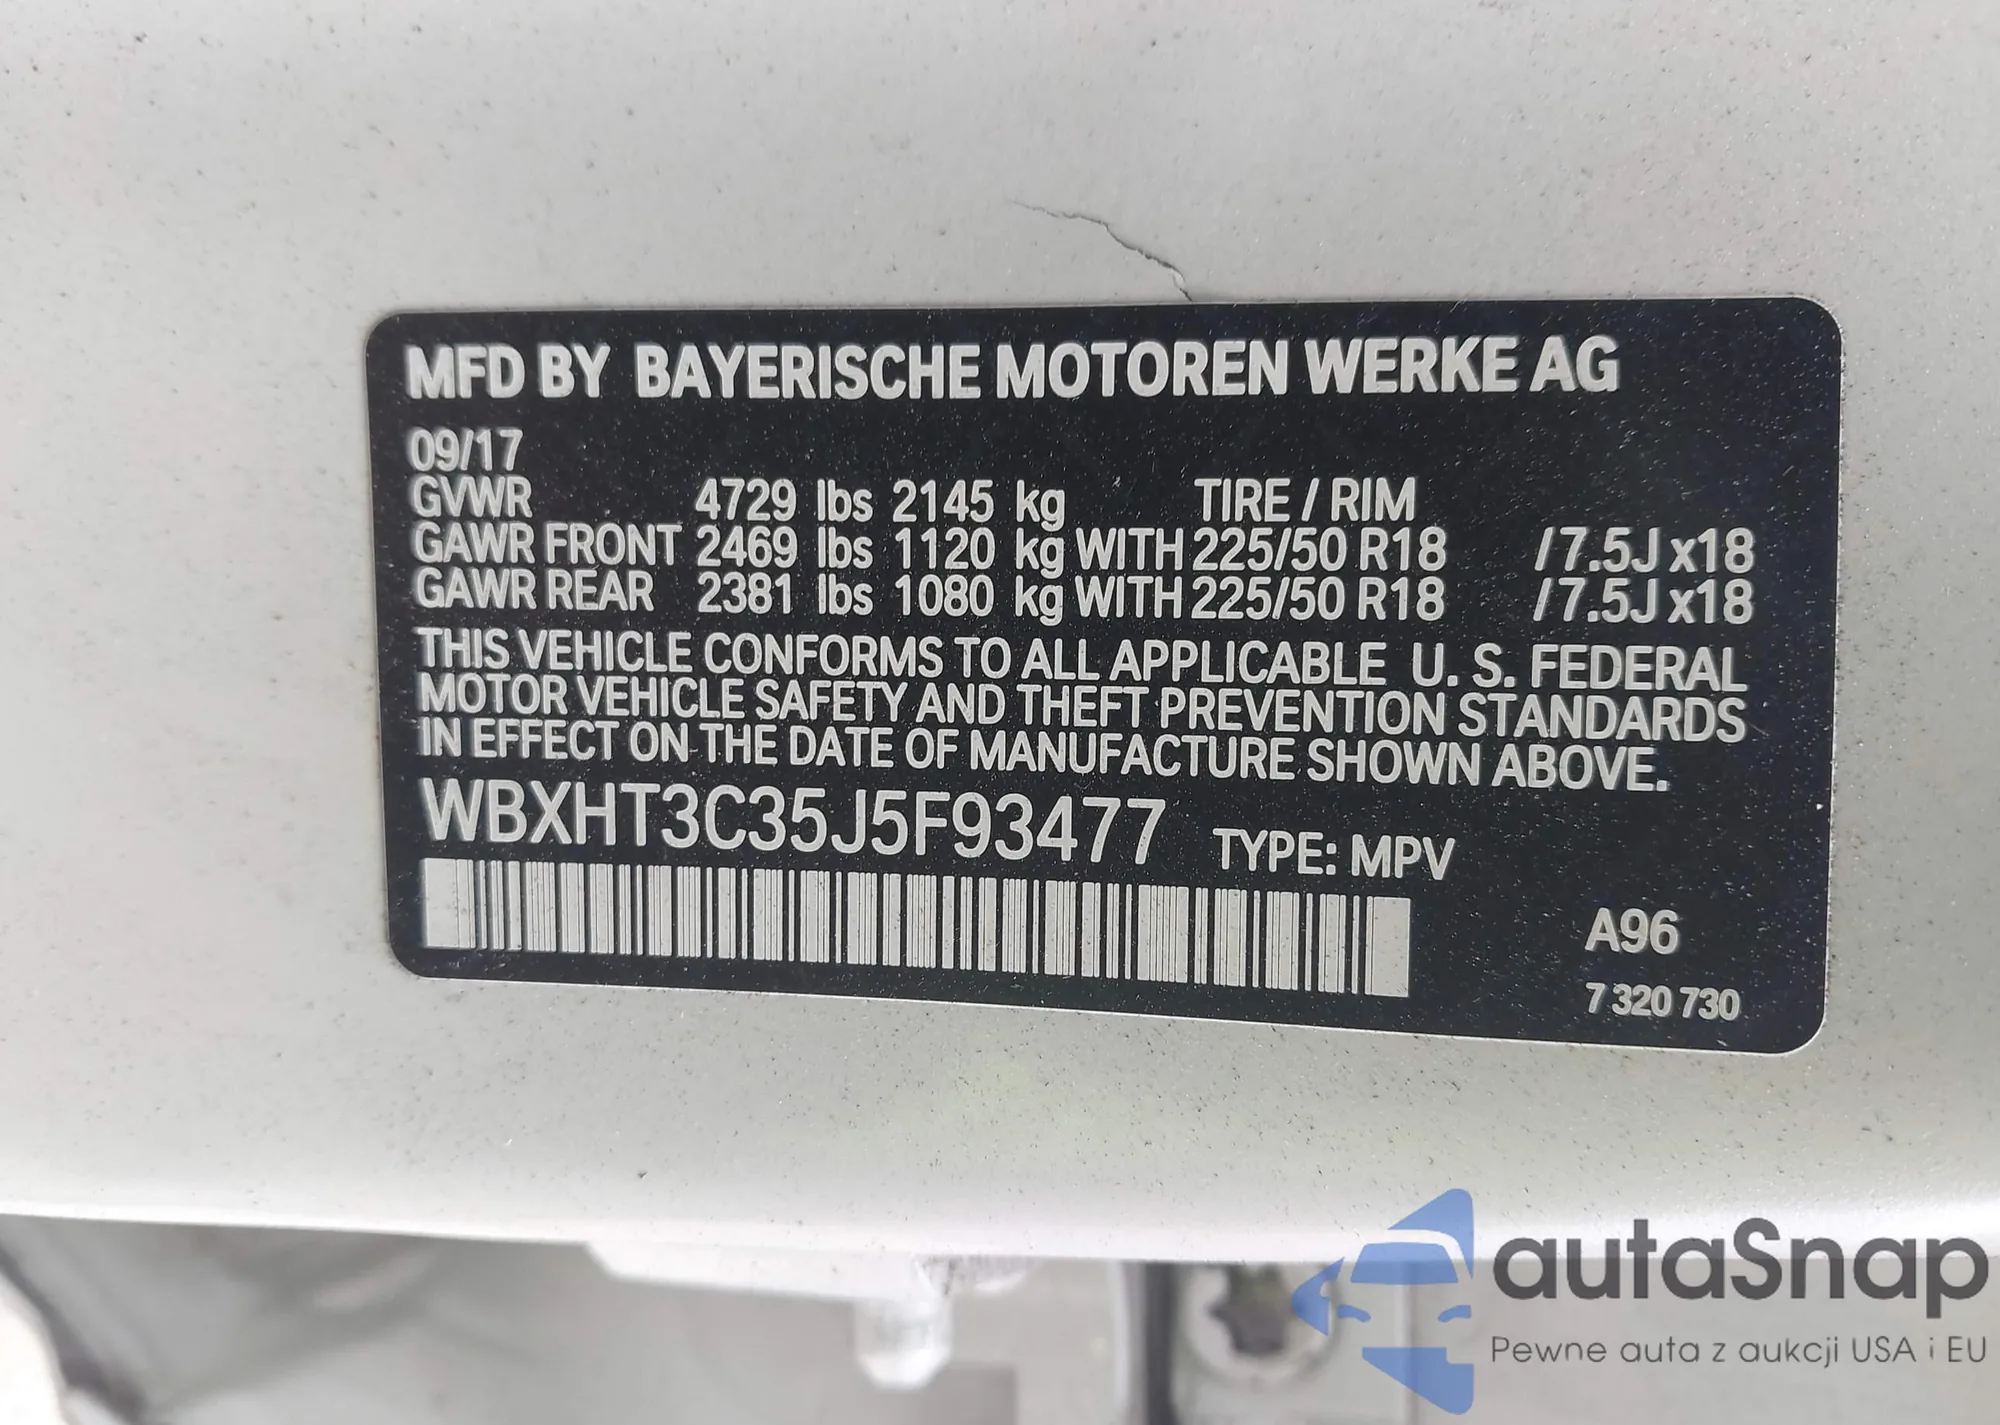 MFD BY BAYERISCHE MOTOREN WERKE AG
09/17
GVWR 4729 lbs 2145 kg TIRE / RIM
GAWR FRONT 2469 lbs 1120 kg WITH 225/50 R18 /7.5J x18
GAWR REAR 2381 lbs 1080 kg WITH 225/50 R18 /7.5J x18
THIS VEHICLE CONFORMS TO ALL APPLICABLE U. S. FEDERAL
MOTOR VEHICLE SAFETY AND THEFT PREVENTION STANDARDS
IN EFFECT ON THE DATE OF MANUFACTURE SHOWN ABOVE.
WBXHT3C35J5F93477 TYPE: MPV
A96
7 320 730
autaSnap
Pewne auta z aukcji USA i EU